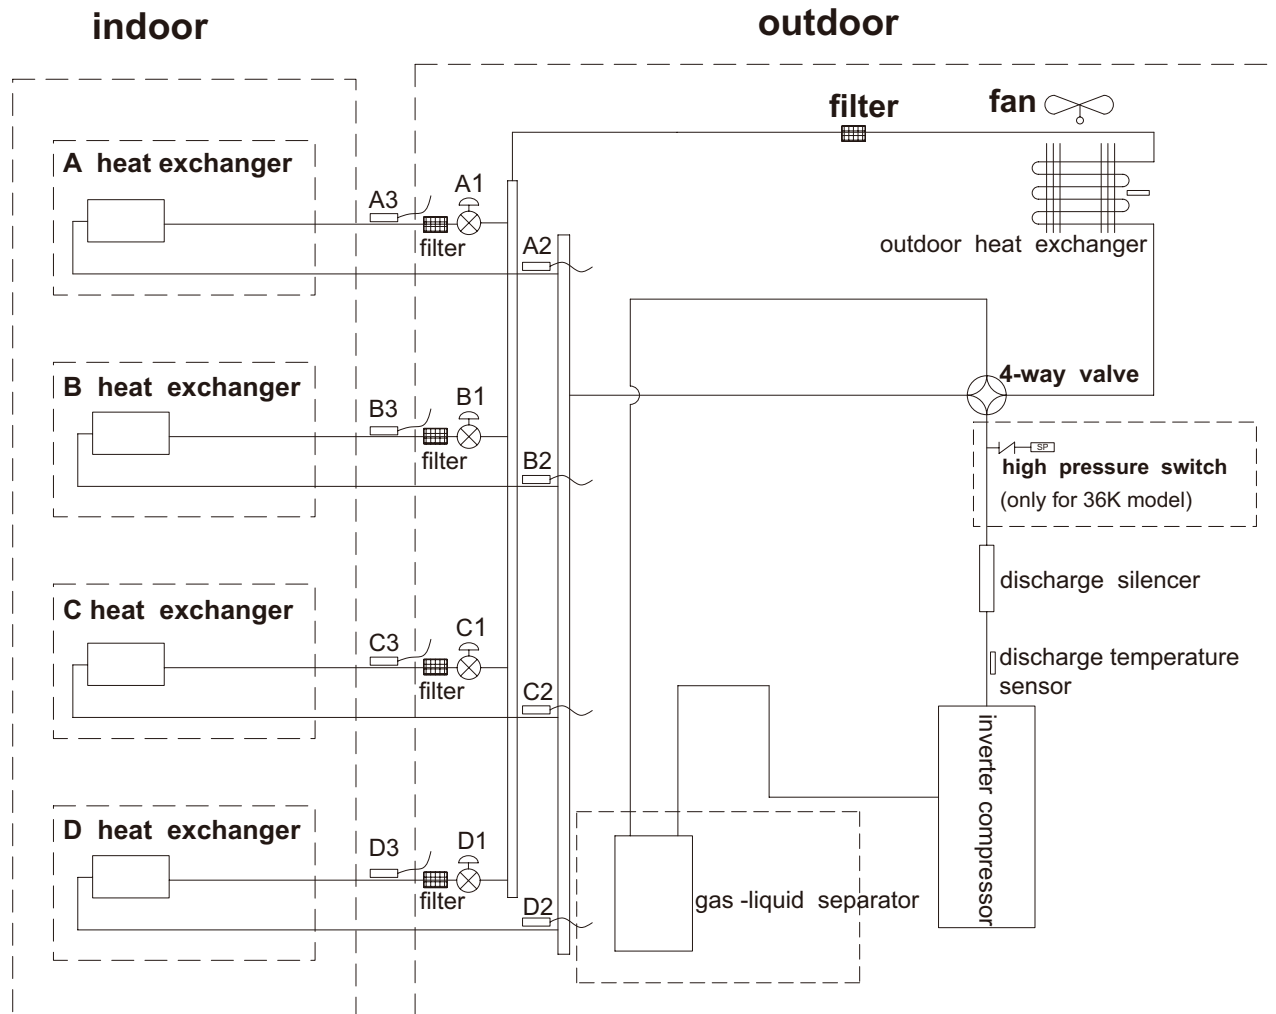 indoor
outdoor
filter
fan
A heat exchanger
A3
A1
filter
A2
outdoor heat exchanger
B heat exchanger
B3
B1
filter
B2
4-way valve
SP
high pressure switch
(only for 36K model)
discharge silencer
C heat exchanger
C3
C1
filter
C2
discharge temperature
sensor
inverter compressor
D heat exchanger
D3
D1
filter
D2
gas -liquid separator